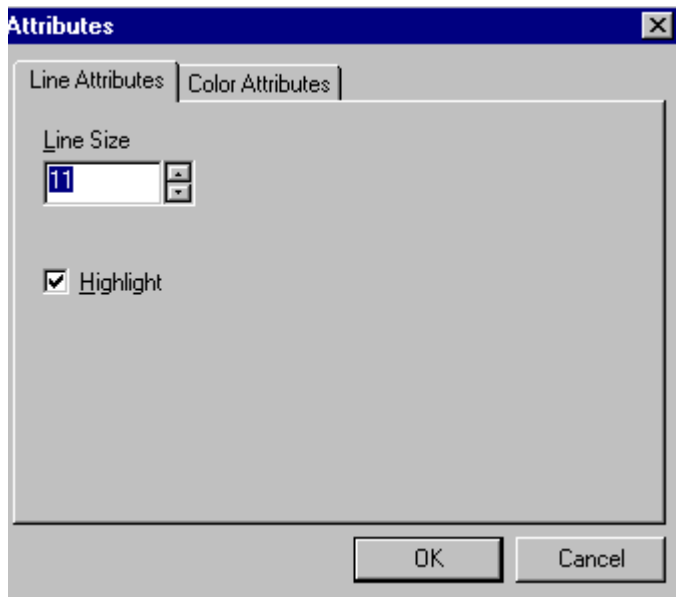 Attributes
Line Attributes Color Attributes
Line Size
11
Highlight
OK Cancel